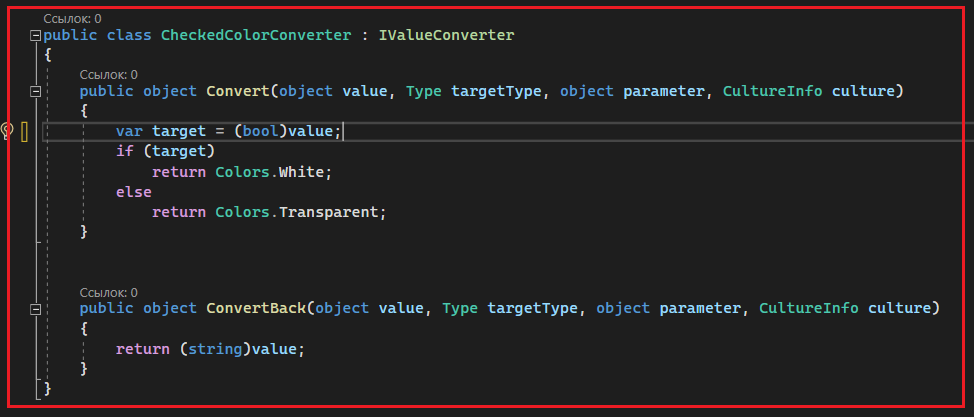 Ссылок: 0
public class CheckedColorConverter : IValueConverter
{
Ссылок: 0
public object Convert(object value, Type targetType, object parameter, CultureInfo culture)
{
var target = (bool)value;
if (target)
return Colors.White;
else
return Colors.Transparent;
}
Ссылок: 0
public object ConvertBack(object value, Type targetType, object parameter, CultureInfo culture)
{
return (string)value;
}
}